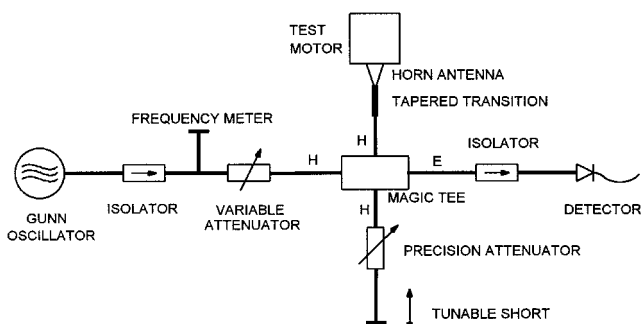 TEST
MOTOR
HORN ANTENNA
TAPERED TRANSITION
FREQUENCY METER
H
ISOLATOR
H
E
GUNN
OSCILLATOR
ISOLATOR
VARIABLE
ATTENUATOR
H
MAGIC TEE
DETECTOR
PRECISION ATTENUATOR
TUNABLE SHORT